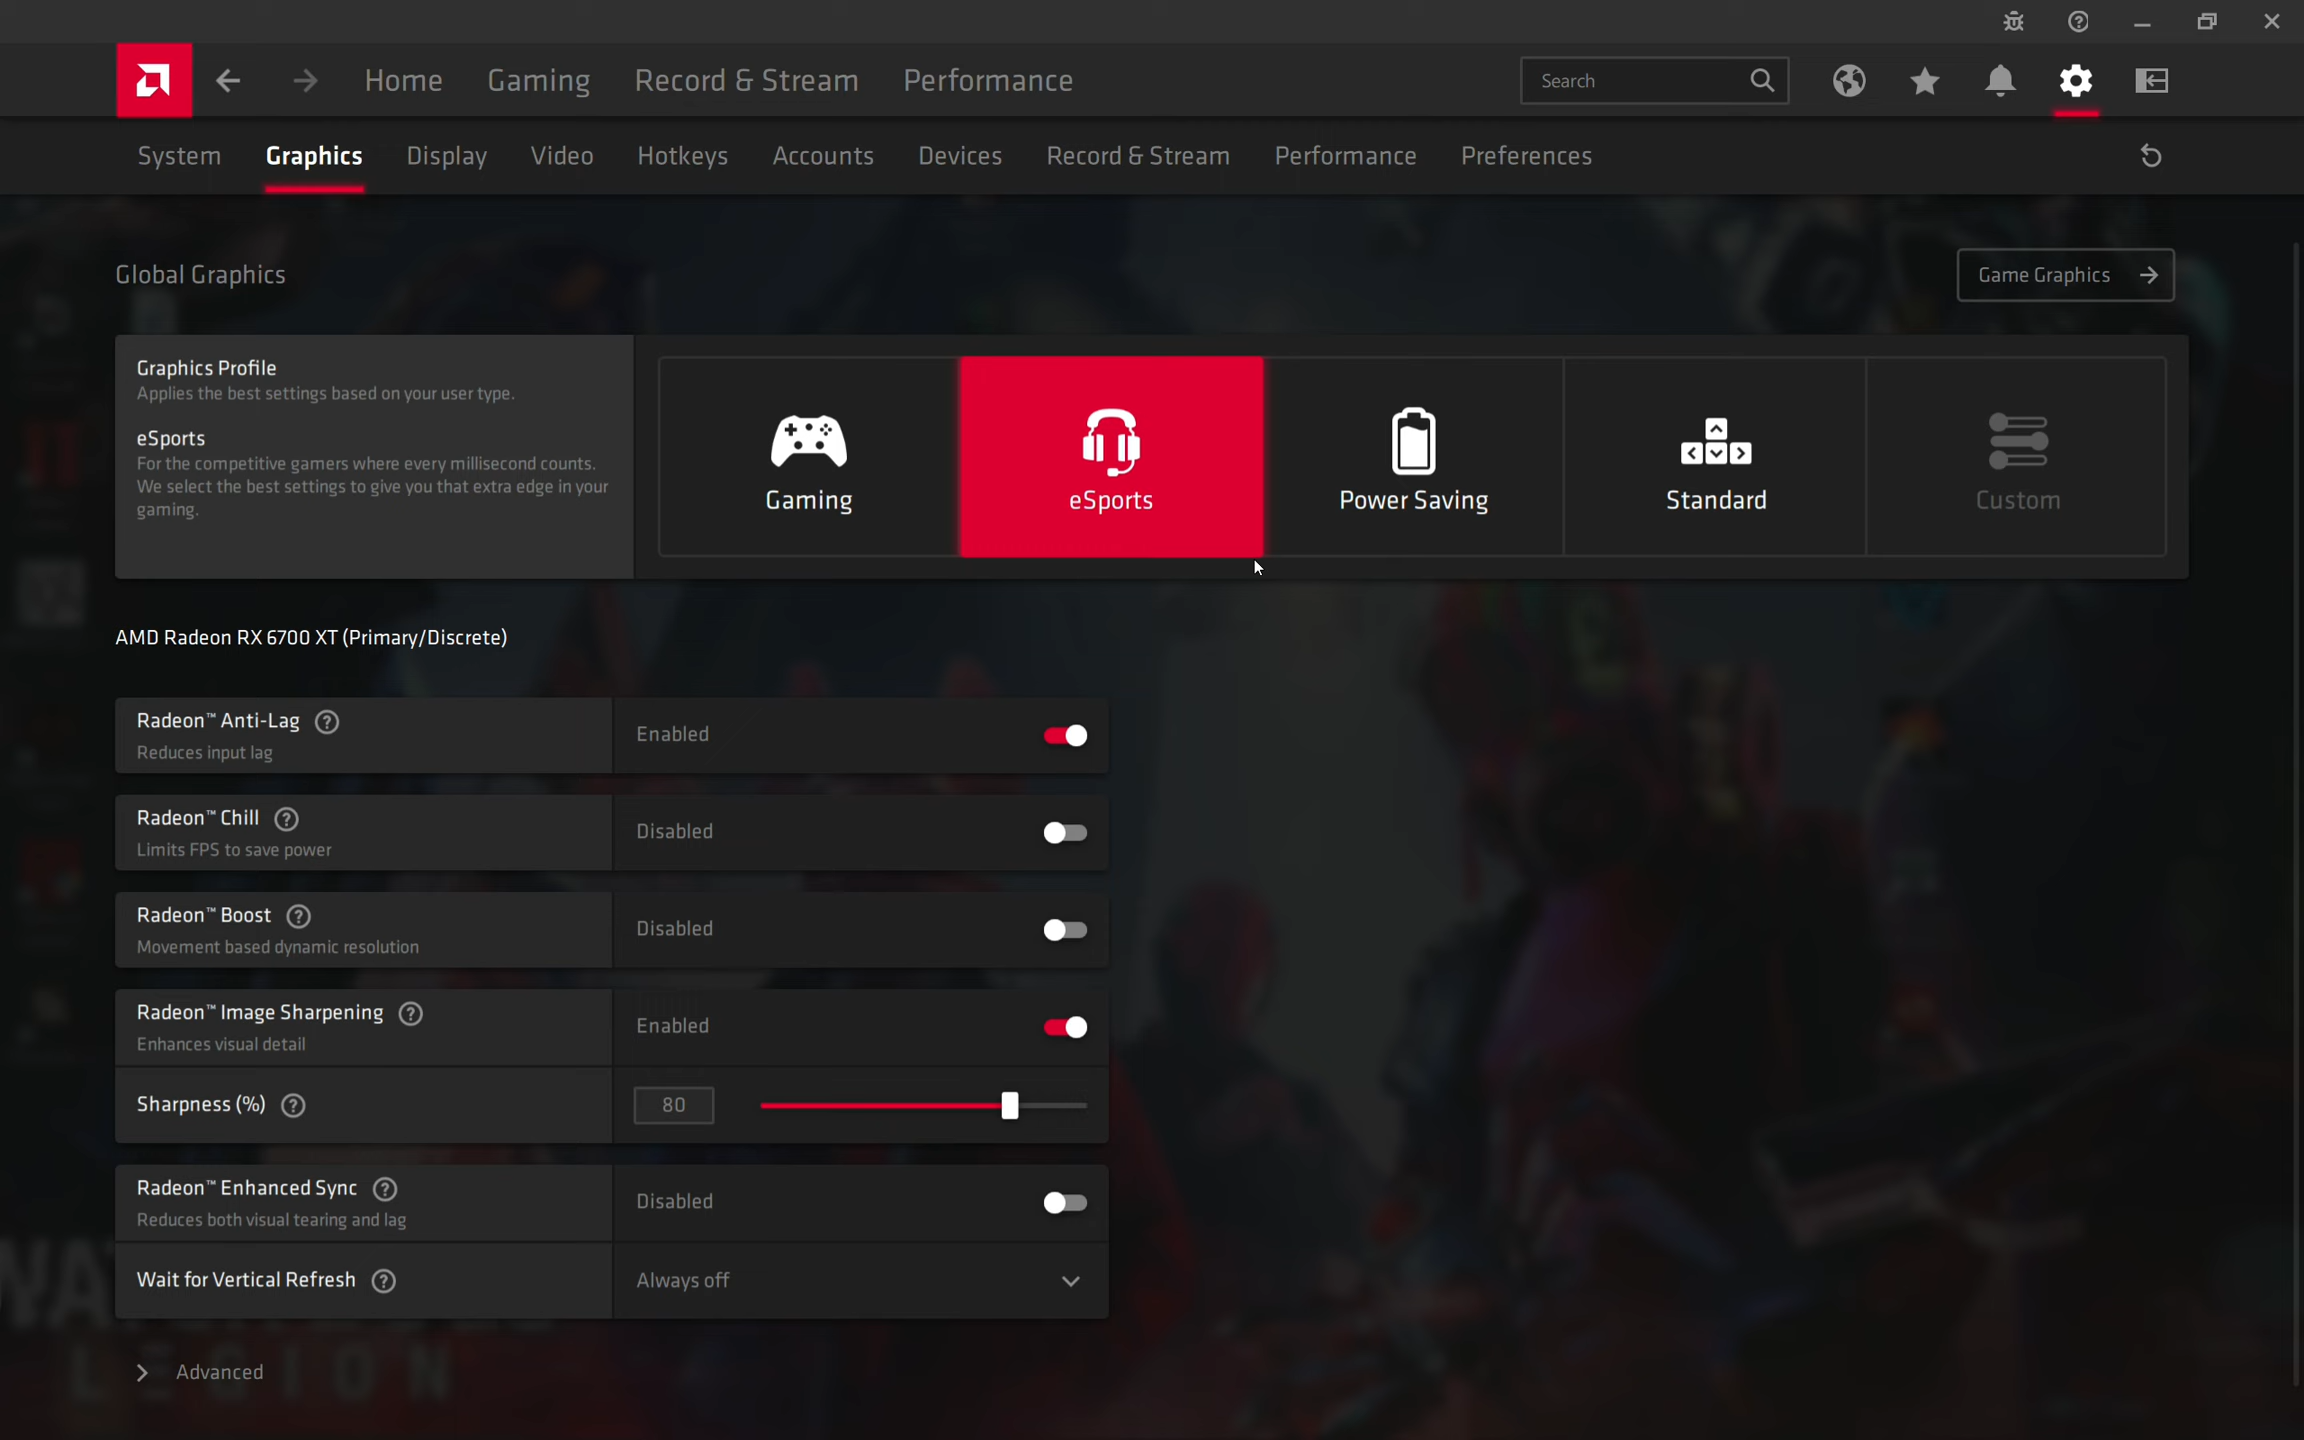 Home Gaming Record & Stream Performance Search
System Graphics Display Video Hotkeys Accounts Devices Record & Stream Performance Preferences
Global Graphics
Game Graphics
Graphics Profile
Applies the best settings based on your user type.
eSports
For the competitive gamers where every millisecond counts.
We select the best settings to give you that extra edge in your
gaming.
Gaming
eSports
Power Saving
Standard
Custom
AMD Radeon RX 6700 XT (Primary/Discrete)
Radeon™ Anti-Lag
Reduces input lag
Enabled
Radeon™ Chill
Limits FPS to save power
Disabled
Radeon™ Boost
Movement based dynamic resolution
Disabled
Radeon™ Image Sharpening
Enhances visual detail
Enabled
Sharpness (%)
80
Radeon™ Enhanced Sync
Reduces both visual tearing and lag
Disabled
Wait for Vertical Refresh
Always off
LEGION
Advanced